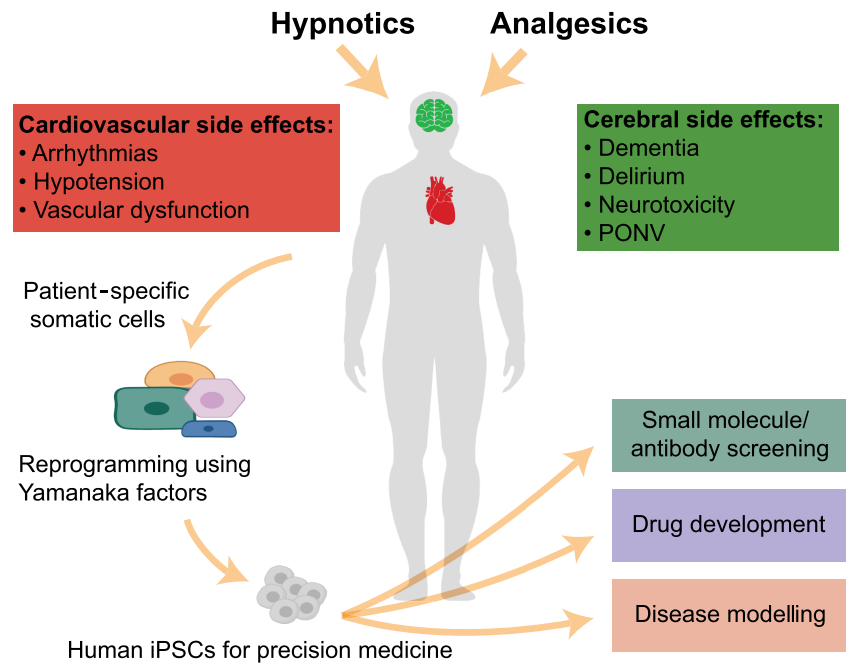 Hypnotics
Analgesics
Cardiovascular side effects:
• Arrhythmias
• Hypotension
• Vascular dysfunction
Cerebral side effects:
• Dementia
• Delirium
• Neurotoxicity
• PONV
Patient-specific
somatic cells
Reprogramming using
Yamanaka factors
Human iPSCs for precision medicine
Small molecule/
antibody screening
Drug development
Disease modelling